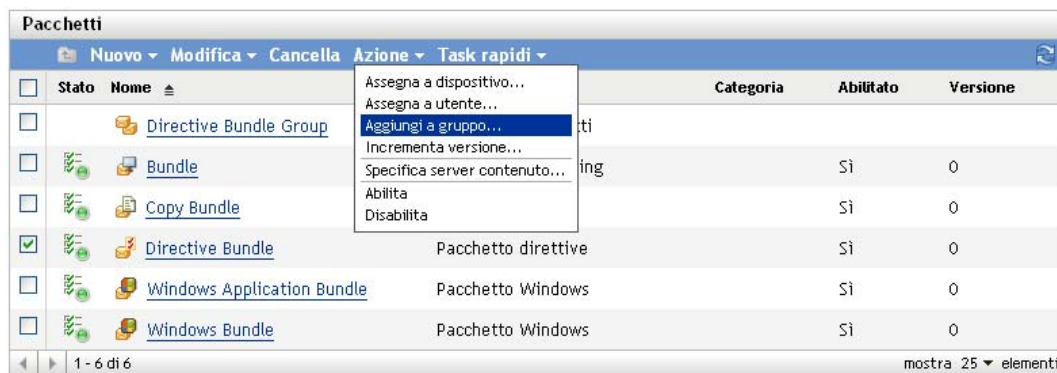 Pacchetti
Nuovo Modifica Cancella Azione Task rapidi
Stato Nome Categoria Abilitato Versione
Assegna a dispositivo...
Assegna a utente...
Aggiungi a gruppo...
Incrementa versione...
Specifica server contenuto...
Abilita
Disabilita
Directive Bundle Group tti
Bundle ing Sì 0
Copy Bundle Sì 0
Directive Bundle Pacchetto direttive Sì 0
Windows Application Bundle Pacchetto Windows Sì 0
Windows Bundle Pacchetto Windows Sì 0
1 - 6 di 6 mostra 25 elementi